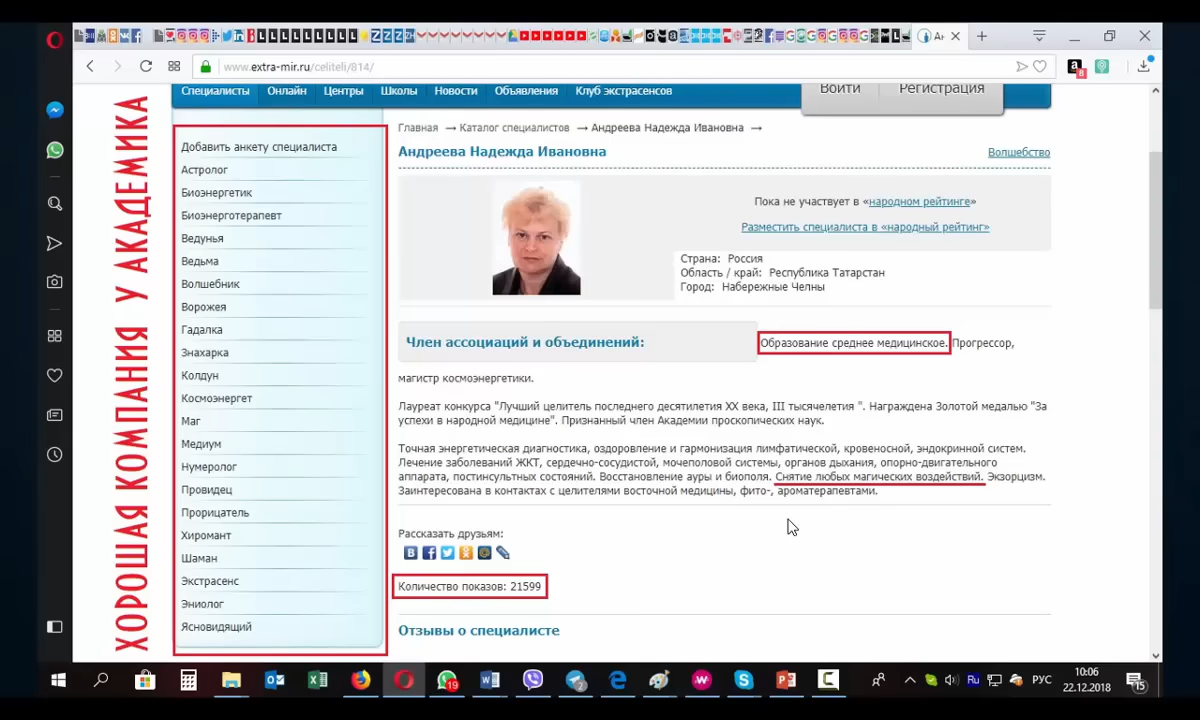 www.extra-mir.ru/celiteli/814/
Специалисты Онлайн Центры Школы Новости Объявления Клуб экстрасенсов Войти Регистрация
ХОРОШАЯ КОМПАНИЯ У АКАДЕМИКА
Добавить анкету специалиста
Астролог
Биоэнергетик
Биоэнерготерапевт
Ведунья
Ведьма
Волшебник
Ворожея
Гадалка
Знахарка
Колдун
Космоэнергет
Маг
Медиум
Нумеролог
Провидец
Прорицатель
Хиромант
Шаман
Экстрасенс
Эниолог
Ясновидящий
Главная → Каталог специалистов → Андреева Надежда Ивановна →
Андреева Надежда Ивановна Волшебство
Пока не участвует в «народном рейтинге»
Разместить специалиста в «народный рейтинг»
Страна: Россия
Область / край: Республика Татарстан
Город: Набережные Челны
Член ассоциаций и объединений: Образование среднее медицинское. Прогрессор,
магистр космоэнергетики.
Лауреат конкурса "Лучший целитель последнего десятилетия XX века, III тысячелетия ". Награждена Золотой медалью "За
успехи в народной медицине". Признанный член Академии проскопических наук.
Точная энергетическая диагностика, оздоровление и гармонизация лимфатической, кровеносной, эндокринной систем.
Лечение заболеваний ЖКТ, сердечно-сосудистой, мочеполовой системы, органов дыхания, опорно-двигательного
аппарата, постинсультных состояний. Восстановление ауры и биополя. Снятие любых магических воздействий. Экзорцизм.
Заинтересована в контактах с целителями восточной медицины, фито-, ароматерапевтами.
Рассказать друзьям:
Количество показов: 21599
Отзывы о специалисте
РУС
10:06
22.12.2018
15
19